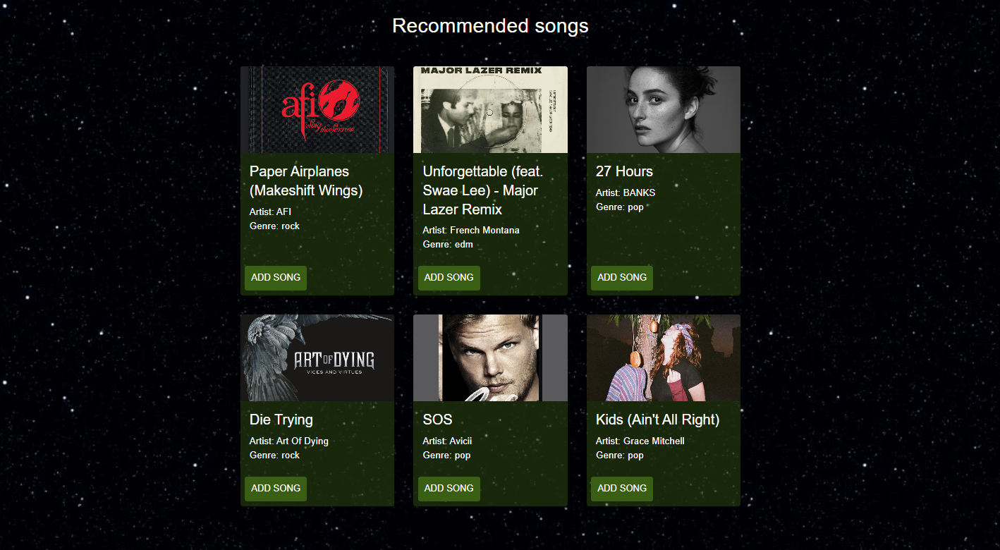 Recommended songs
afi
Sing the Sorrow
MAJOR LAZER REMIX
Paper Airplanes
(Makeshift Wings)
Artist: AFI
Genre: rock
ADD SONG
Unforgettable (feat.
Swae Lee) - Major
Lazer Remix
Artist: French Montana
Genre: edm
ADD SONG
27 Hours
Artist: BANKS
Genre: pop
ADD SONG
ART OF DYING
VICES AND VIRTUES
Die Trying
Artist: Art Of Dying
Genre: rock
ADD SONG
SOS
Artist: Avicii
Genre: pop
ADD SONG
Kids (Ain't All Right)
Artist: Grace Mitchell
Genre: pop
ADD SONG